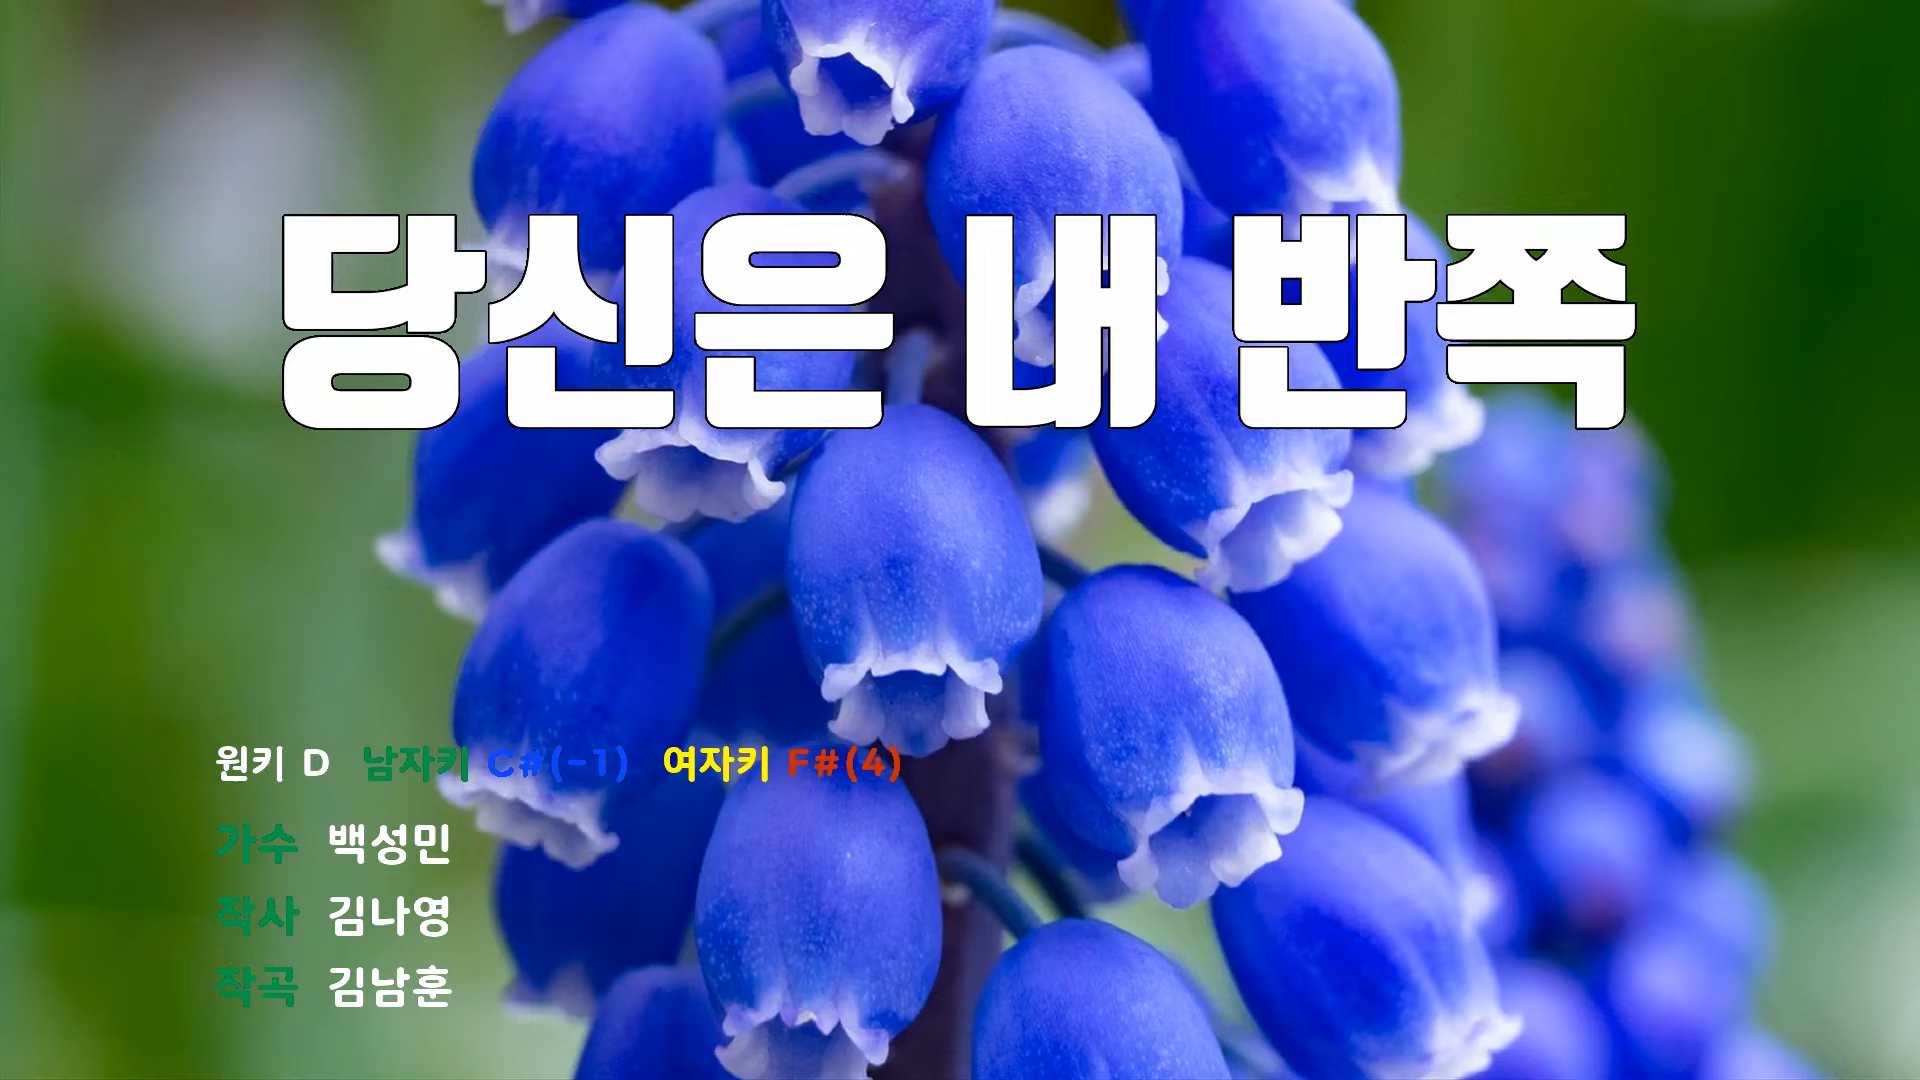 당신은 내 반쪽
원키 D 남자키 C#(-1) 여자키 F#(4)
가수 백성민
작사 김나영
작곡 김남훈